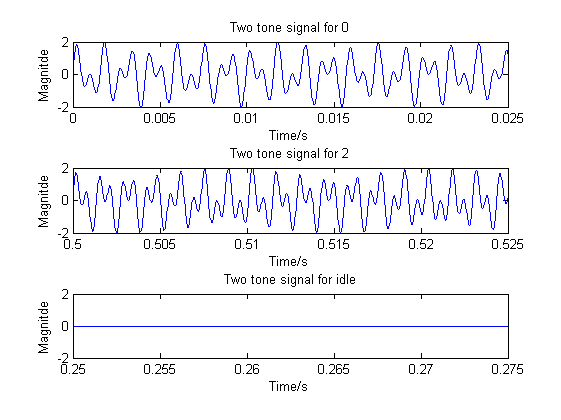 Two tone signal for 0
2
0
-2
Magnitde
0 0.005 0.01 0.015 0.02 0.025
Time/s
Two tone signal for 2
2
0
-2
Magnitde
0.5 0.505 0.51 0.515 0.52 0.525
Time/s
Two tone signal for idle
2
0
-2
Magnitde
0.25 0.255 0.26 0.265 0.27 0.275
Time/s